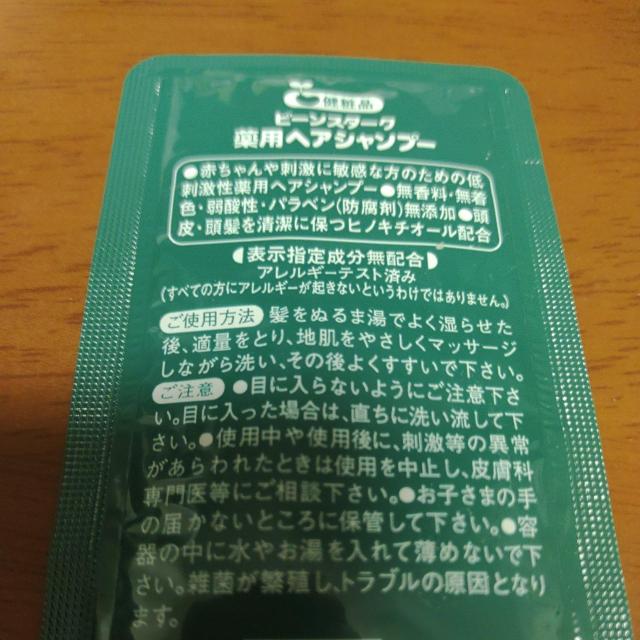 健粧品
ビーンスターク
薬用ヘアシャンプー
●赤ちゃんや刺激に敏感な方のための低
刺激性薬用ヘアシャンプー●無香料・無着
色・弱酸性・パラベン(防腐剤)無添加●頭
皮・頭髪を清潔に保つヒノキチオール配合
表示指定成分無配合
アレルギーテスト済み
(すべての方にアレルギーが起きないというわけではありません。)
ご使用方法 髪をぬるま湯でよく湿らせた
後、適量をとり、地肌をやさしくマッサージ
しながら洗い、その後よくすすいで下さい。
ご注意 ●目に入らないようにご注意下さ
い。目に入った場合は、直ちに洗い流して下
さい。●使用中や使用後に、刺激等の異常
があらわれたときは使用を中止し、皮膚科
専門医等にご相談下さい。●お子さまの手
の届かないところに保管して下さい。●容
器の中に水やお湯を入れて薄めないで下
さい。雑菌が繁殖し、トラブルの原因となり
ます。